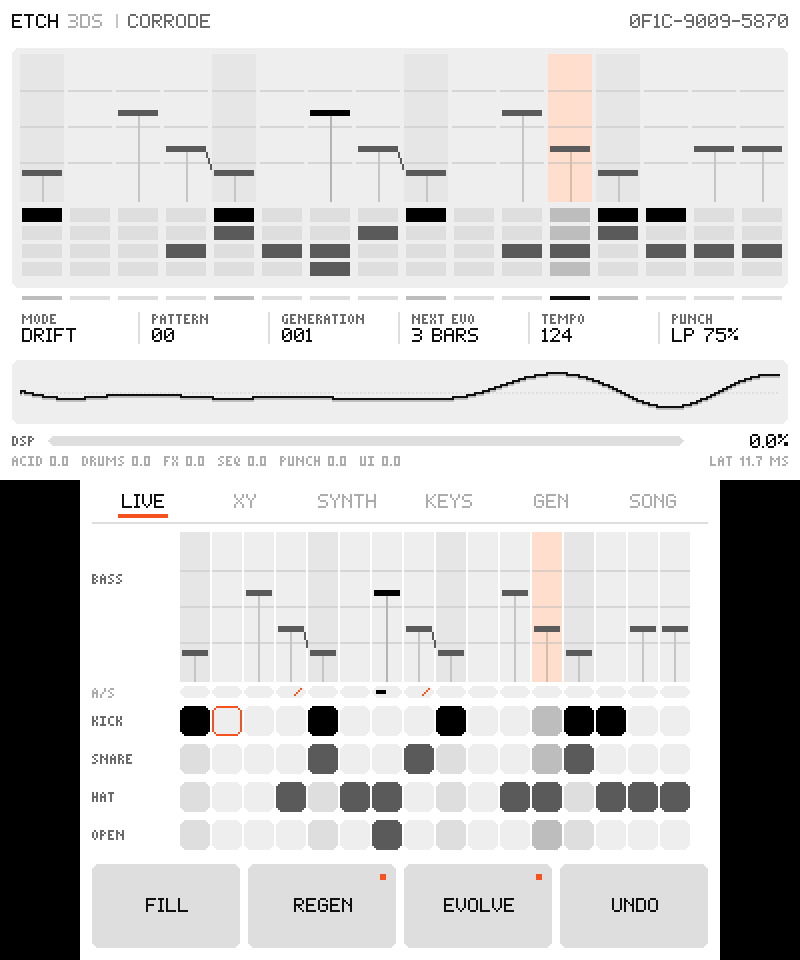 ETCH 3DS | CORRODE 0F1C-9009-5870
MODE PATTERN GENERATION NEXT EVO TEMPO PUNCH
DRIFT 00 001 3 BARS 124 LP 75%
DSP 0.0%
ACID 0.0 DRUMS 0.0 FX 0.0 SEQ 0.0 PUNCH 0.0 UI 0.0 LAT 11.7 MS
LIVE XY SYNTH KEYS GEN SONG
BASS
A/S
KICK
SNARE
HAT
OPEN
FILL REGEN EVOLVE UNDO